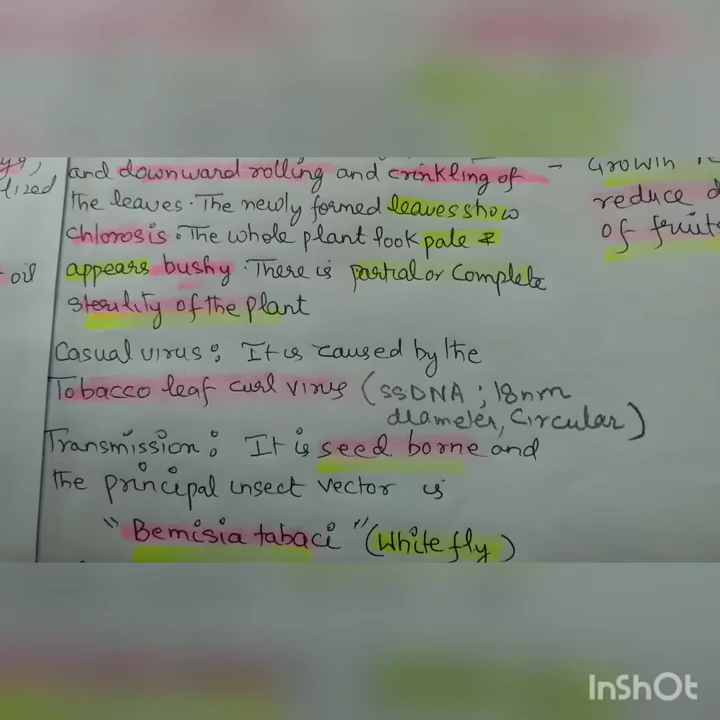 and downward rolling and crinkling of
the leaves. The newly formed leaves show
chlorosis. The whole plant look pale &
appears bushy. There is partial or complete
sterility of the plant
Casual virus: It is caused by the
Tobacco leaf curl virus (ssDNA; 18nm
diameter, Circular)
Transmission: It is seed borne and
the principal insect vector is
"Bemisia tabaci" (white fly)
- Growth
reduce d
of fruits
oil
InShOt